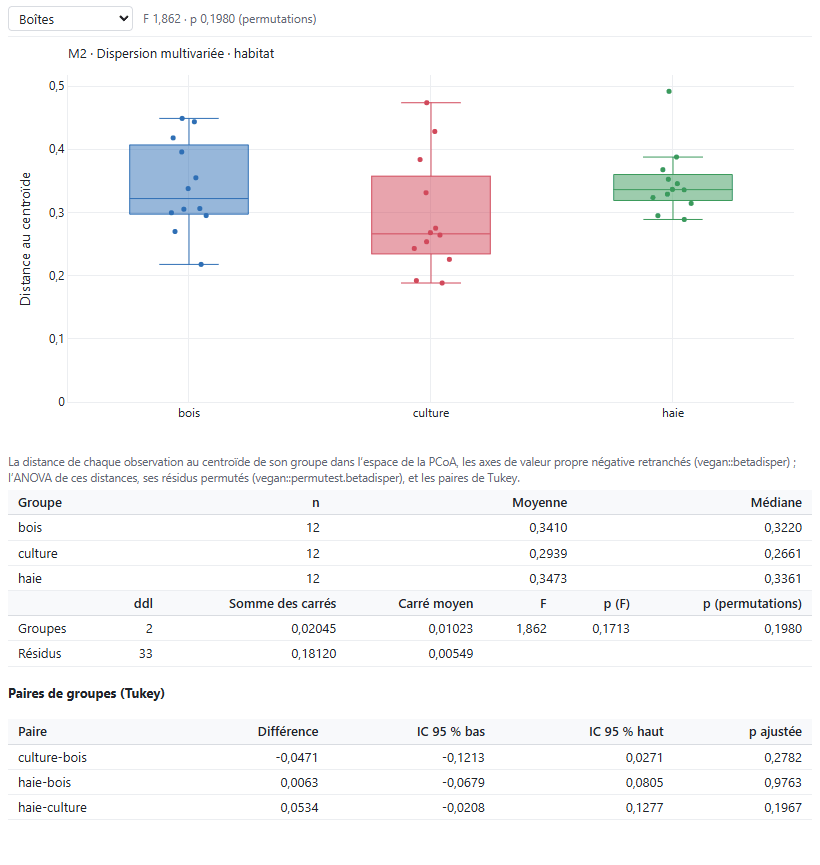 Boîtes
F 1,862 · p 0,1980 (permutations)
M2 · Dispersion multivariée · habitat
Distance au centroïde
0,5
0,4
0,3
0,2
0,1
0
bois culture haie
La distance de chaque observation au centroïde de son groupe dans l'espace de la PCoA, les axes de valeur propre négative retranchés (vegan::betadisper) ;
l'ANOVA de ces distances, ses résidus permutés (vegan::permutest.betadisper), et les paires de Tukey.
Groupe n Moyenne Médiane
bois 12 0,3410 0,3220
culture 12 0,2939 0,2661
haie 12 0,3473 0,3361
ddl Somme des carrés Carré moyen F p (F) p (permutations)
Groupes 2 0,02045 0,01023 1,862 0,1713 0,1980
Résidus 33 0,18120 0,00549
Paires de groupes (Tukey)
Paire Différence IC 95 % bas IC 95 % haut p ajustée
culture-bois -0,0471 -0,1213 0,0271 0,2782
haie-bois 0,0063 -0,0679 0,0805 0,9763
haie-culture 0,0534 -0,0208 0,1277 0,1967